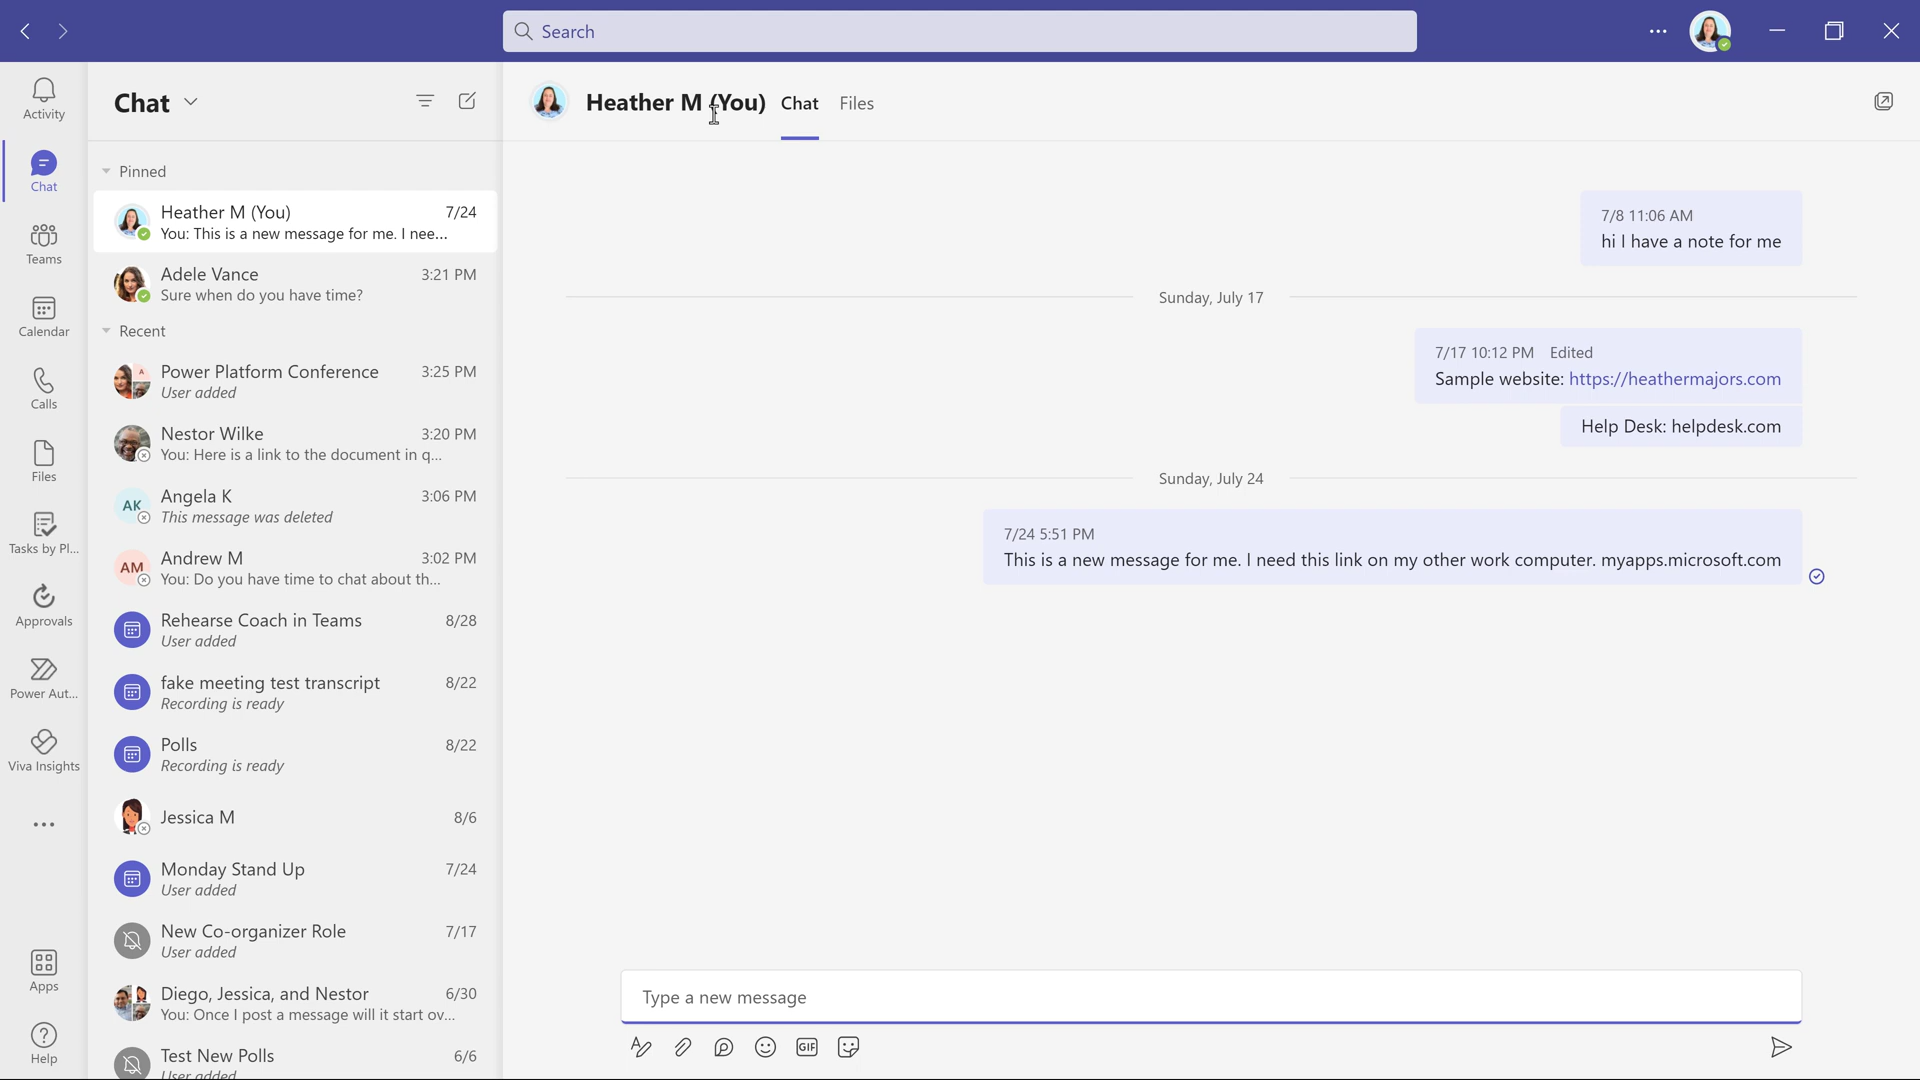 Search
Activity
Chat
Teams
Calendar
Calls
Files
Tasks by Pl...
Approvals
Power Aut...
Viva Insights
Apps
Help
Chat
Pinned
Heather M (You) 7/24
You: This is a new message for me. I nee...
Adele Vance 3:21 PM
Sure when do you have time?
Recent
A
Power Platform Conference 3:25 PM
User added
Nestor Wilke 3:20 PM
You: Here is a link to the document in q...
AK
Angela K 3:06 PM
This message was deleted
AM
Andrew M 3:02 PM
You: Do you have time to chat about th...
Rehearse Coach in Teams 8/28
User added
fake meeting test transcript 8/22
Recording is ready
Polls 8/22
Recording is ready
Jessica M 8/6
Monday Stand Up 7/24
User added
New Co-organizer Role 7/17
User added
Diego, Jessica, and Nestor 6/30
You: Once I post a message will it start ov...
Test New Polls 6/6
User added
Heather M (You) Chat Files
7/8 11:06 AM
hi I have a note for me
Sunday, July 17
7/17 10:12 PM Edited
Sample website: https://heathermajors.com
Help Desk: helpdesk.com
Sunday, July 24
7/24 5:51 PM
This is a new message for me. I need this link on my other work computer. myapps.microsoft.com
Type a new message
GIF